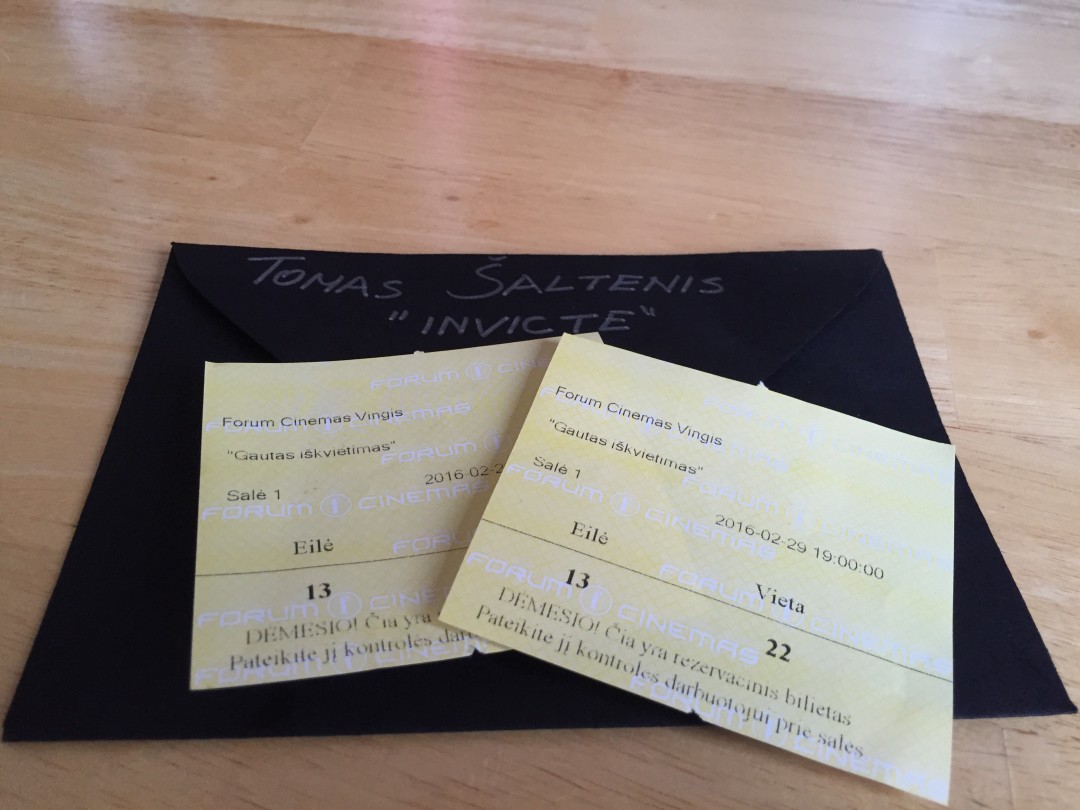 TOMAS ŠALTENIS
"INVICTE"
Forum Cinemas Vingis
"Gautas iškvietimas"
Salė 1
2016-02-2
Eilė
13
DĖMESIO! Čia yra
Pateikite jį kontrolės
Forum Cinemas Vingis
"Gautas iškvietimas"
Salė 1
2016-02-29 19:00:00
Eilė
Vieta
13
22
DĖMESIO! Čia yra rezervacinis bilietas
Pateikite jį kontrolės darbuotojui prie salės
FORUM CINEMAS